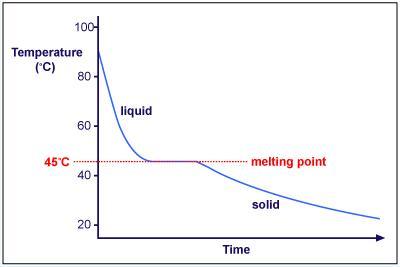 100
Temperature
(°C)
80
liquid
60
45°C
melting point
40
solid
20
Time